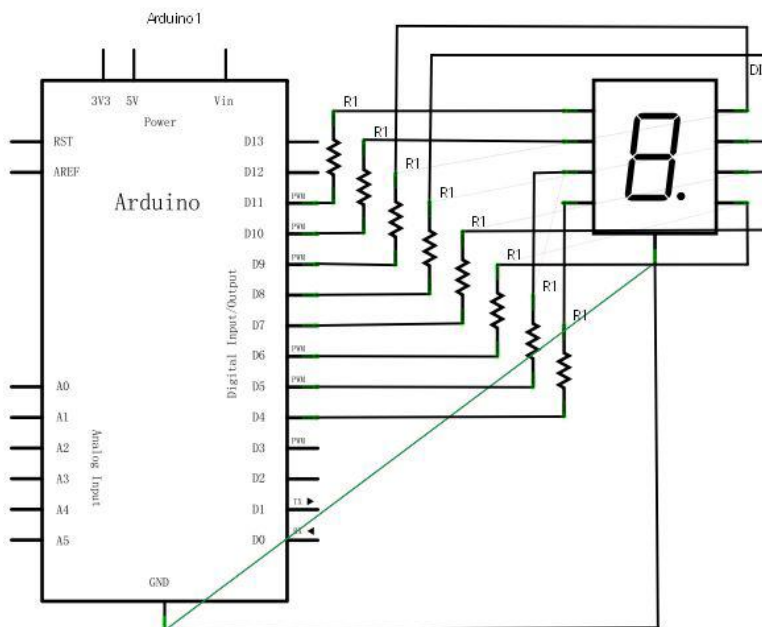 Arduino1
3V3 5V Vin
Power
RST
AREF
Arduino
D13
D12
PWM D11
PWM D10
PWM D9
D8
D7
PWM D6
PWM D5
D4
PWM D3
D2
TX D1
D0
Digital Input/Output
A0
A1
A2
A3
A4
A5
Analog Input
GND
R1
R1
R1
R1
R1
R1
R1
R1
8.